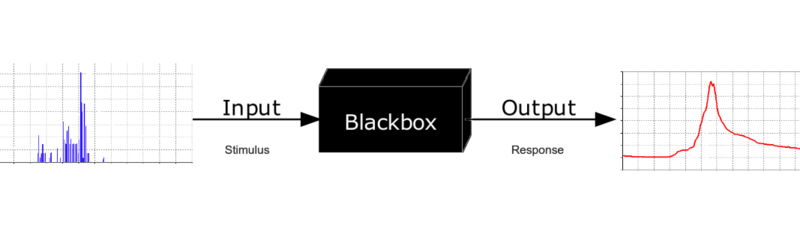 Input
Stimulus
Blackbox
Output
Response